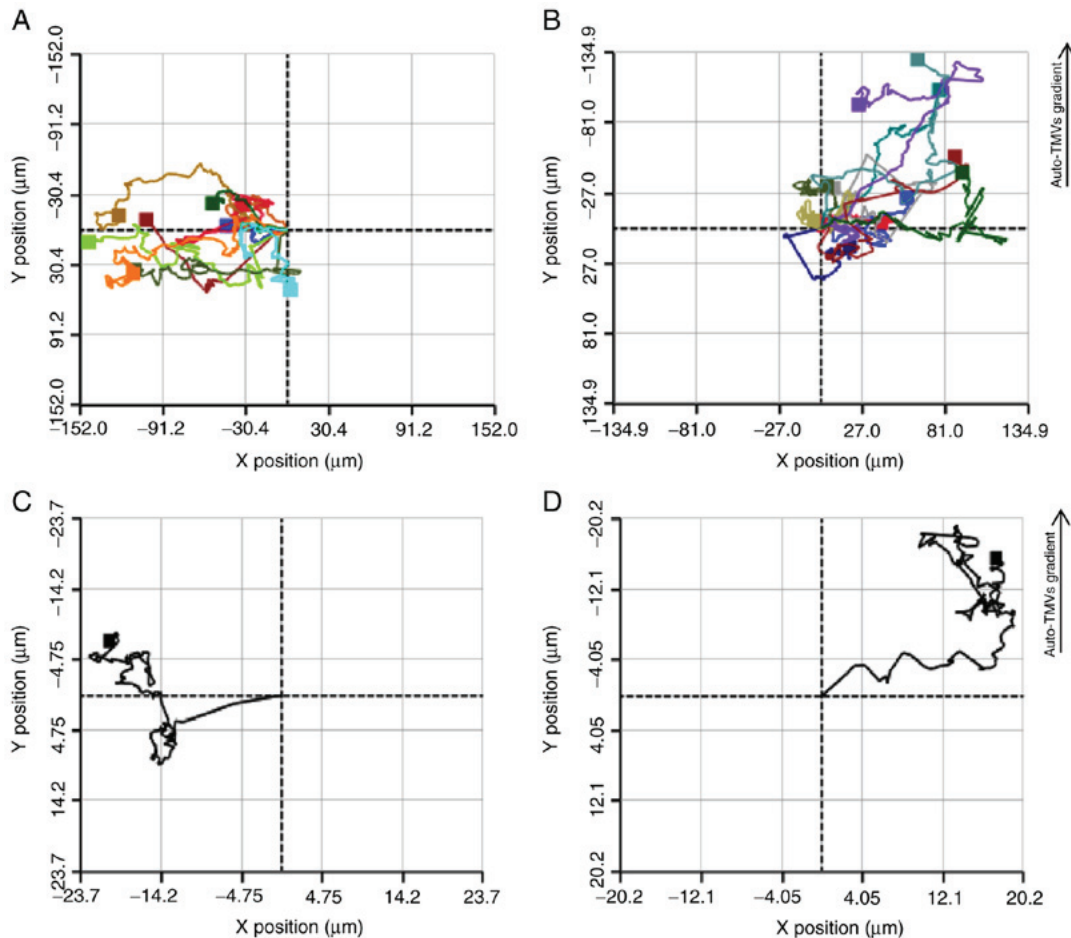 A
Y position (μm)
−152.0
−91.2
−30.4
30.4
91.2
−152.0
−152.0 −91.2 −30.4 30.4 91.2 152.0
X position (μm)
B
Y position (μm)
−134.9
−81.0
−27.0
27.0
81.0
−134.9
−134.9 −81.0 −27.0 27.0 81.0 134.9
X position (μm)
Auto-TMVs gradient
C
Y position (μm)
−23.7
−14.2
−4.75
4.75
14.2
23.7
−23.7 −14.2 −4.75 4.75 14.2 23.7
X position (μm)
D
Y position (μm)
−20.2
−12.1
−4.05
4.05
12.1
20.2
−20.2 −12.1 −4.05 4.05 12.1 20.2
X position (μm)
Auto-TMVs gradient